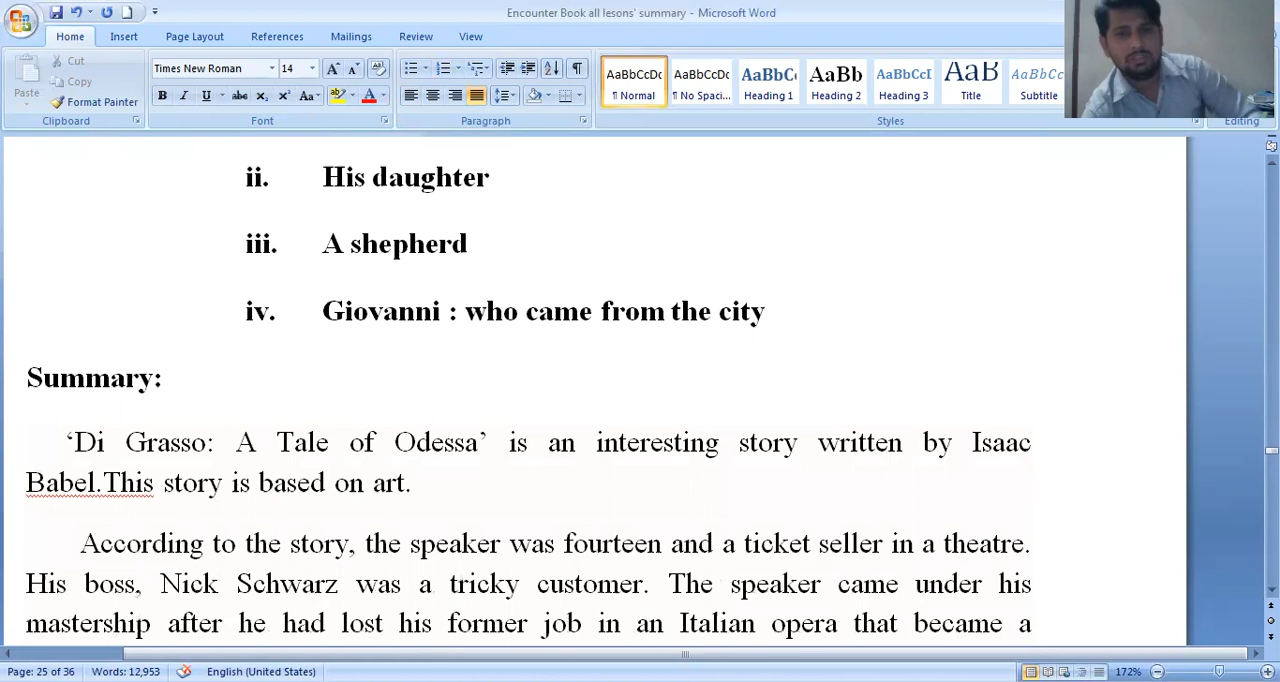 Encounter Book all lesons' summary - Microsoft Word
Home Insert Page Layout References Mailings Review View
Cut
Copy
Paste
Format Painter
Clipboard
Times New Roman 14
Font
Paragraph
AaBbCcDc AaBbCcDc AaBbC AaBb AaBbCcI AaB AaBbCcl
¶ Normal ¶ No Spaci... Heading 1 Heading 2 Heading 3 Title Subtitle
Styles
Editing
ii. His daughter
iii. A shepherd
iv. Giovanni : who came from the city
Summary:
‘Di Grasso: A Tale of Odessa’ is an interesting story written by Isaac
Babel.This story is based on art.
According to the story, the speaker was fourteen and a ticket seller in a theatre.
His boss, Nick Schwarz was a tricky customer. The speaker came under his
mastership after he had lost his former job in an Italian opera that became a
Page: 25 of 36 Words: 12,953 English (United States) 172%